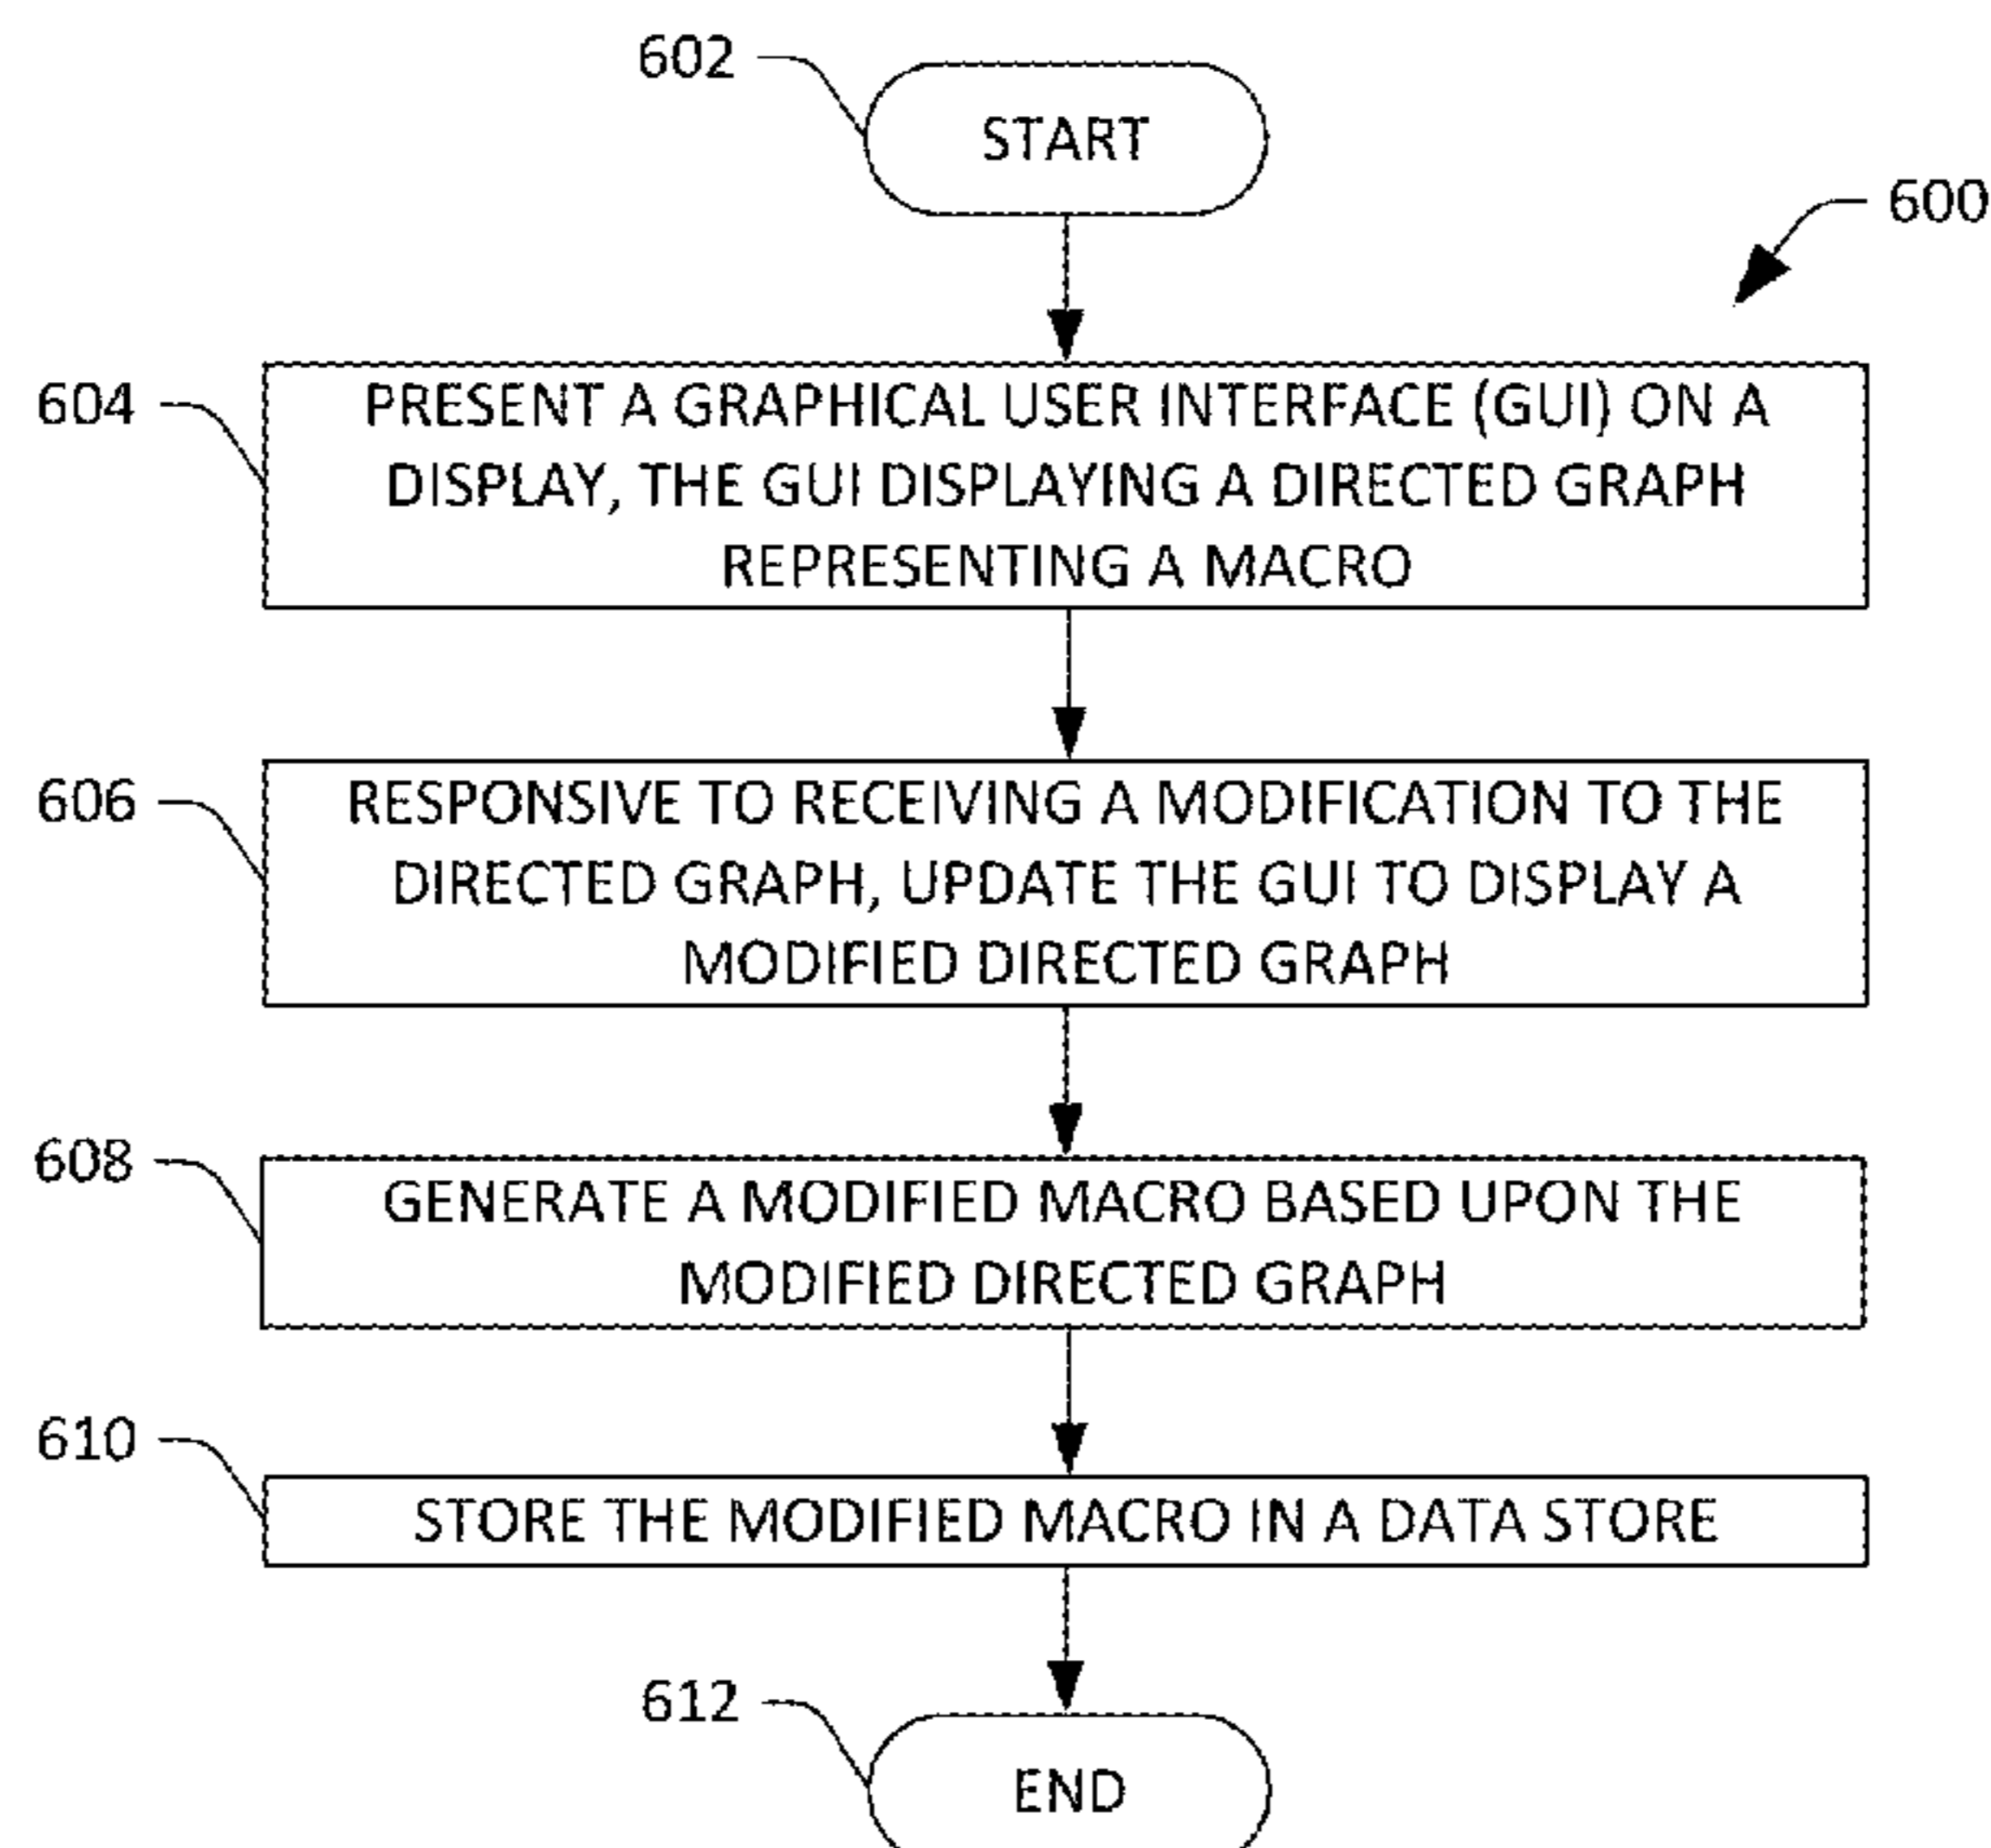 602
START
600
604
PRESENT A GRAPHICAL USER INTERFACE (GUI) ON A
DISPLAY, THE GUI DISPLAYING A DIRECTED GRAPH
REPRESENTING A MACRO
606
RESPONSIVE TO RECEIVING A MODIFICATION TO THE
DIRECTED GRAPH, UPDATE THE GUI TO DISPLAY A
MODIFIED DIRECTED GRAPH
608
GENERATE A MODIFIED MACRO BASED UPON THE
MODIFIED DIRECTED GRAPH
610
STORE THE MODIFIED MACRO IN A DATA STORE
612
END